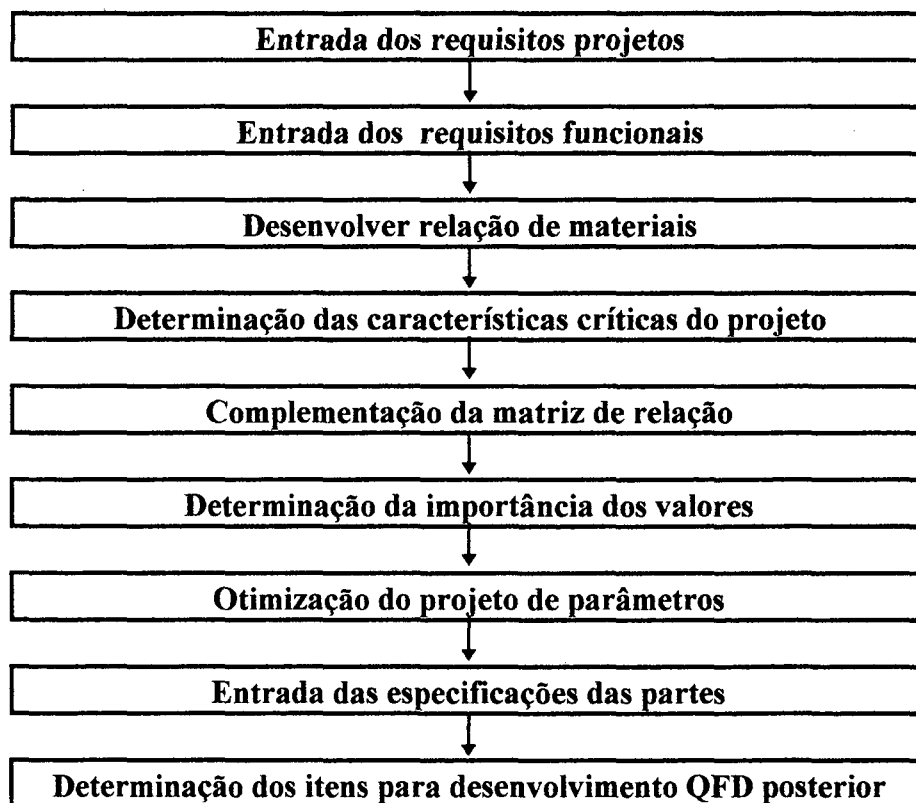 Entrada dos requisitos projetos
Entrada dos requisitos funcionais
Desenvolver relação de materiais
Determinação das características críticas do projeto
Complementação da matriz de relação
Determinação da importância dos valores
Otimização do projeto de parâmetros
Entrada das especificações das partes
Determinação dos itens para desenvolvimento QFD posterior